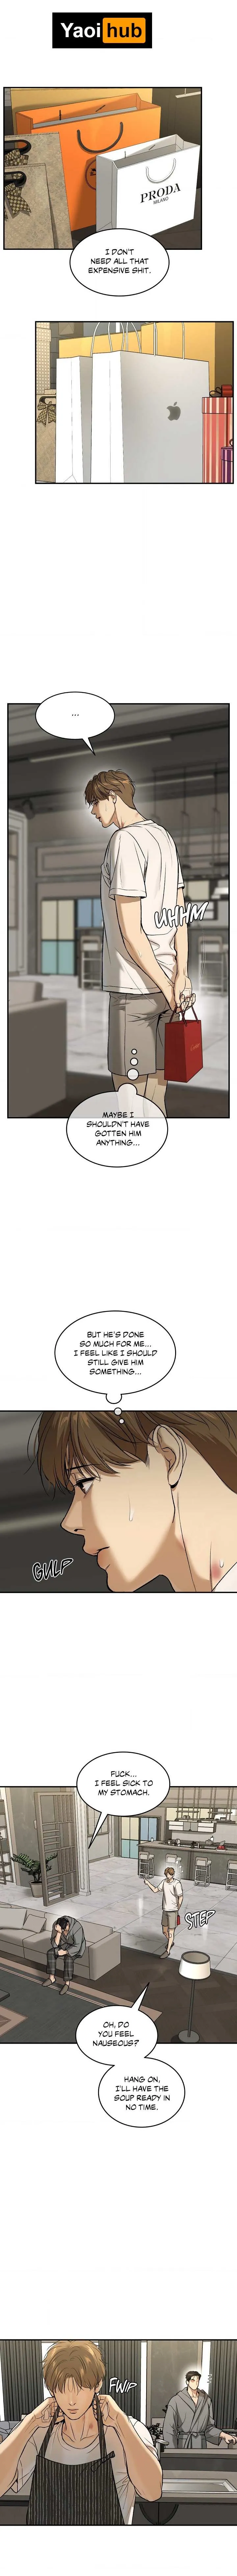 Yaoi hub
PRODA
MILANO
I DON'T
NEED ALL THAT
EXPENSIVE SHIT.
...
UHHM
MAYBE I
SHOULDN'T HAVE
GOTTEN HIM
ANYTHING...
BUT HE'S DONE
SO MUCH FOR ME...
I FEEL LIKE I SHOULD
STILL GIVE HIM
SOMETHING...
GULP
FUCK...
I FEEL SICK TO
MY STOMACH.
STEP
OH, DO
YOU FEEL
NAUSEOUS?
HANG ON,
I'LL HAVE THE
SOUP READY IN
NO TIME.
FWIP